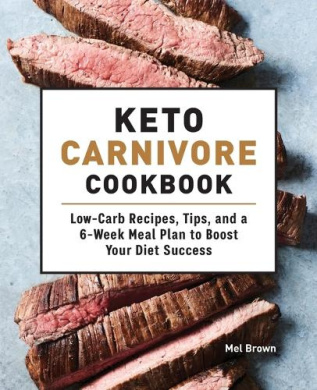 KETO
CARNIVORE
COOKBOOK
Low-Carb Recipes, Tips, and a
6-Week Meal Plan to Boost
Your Diet Success
Mel Brown